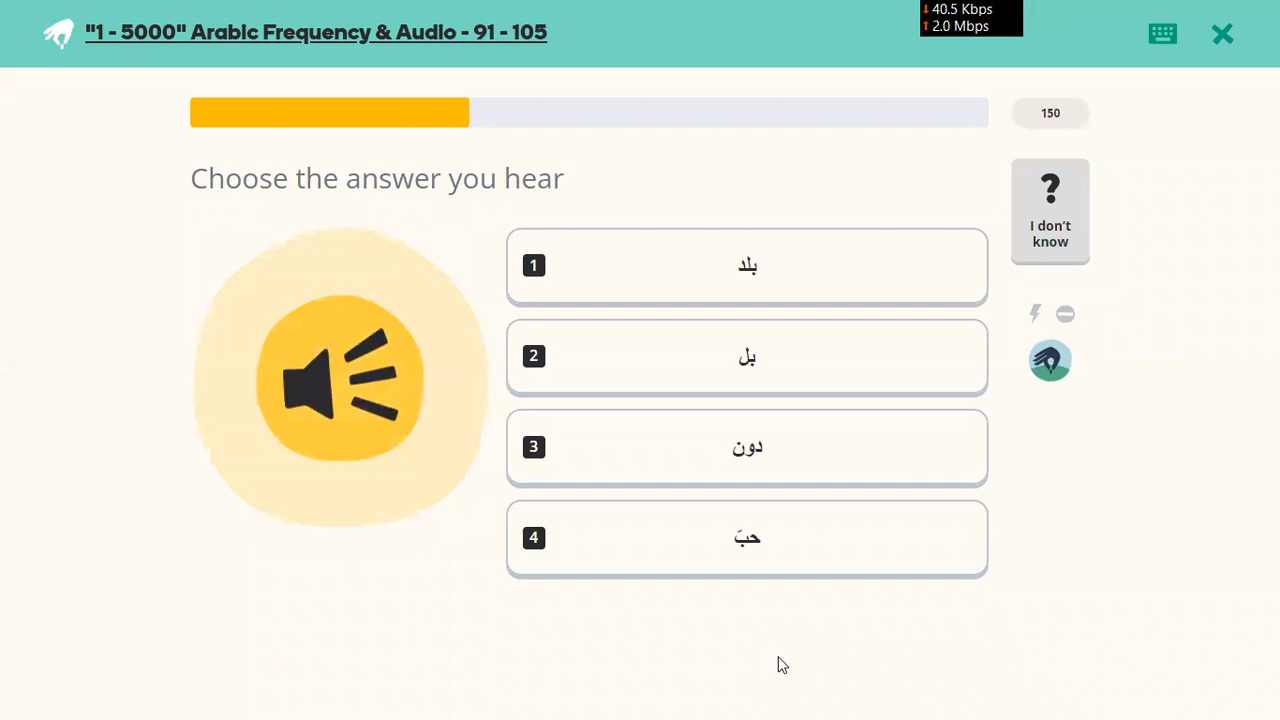 "1 - 5000" Arabic Frequency & Audio - 91 - 105
40.5 Kbps
2.0 Mbps
150
Choose the answer you hear
?
I don't
know
1 بلد
2 بل
3 دون
4 حبّ